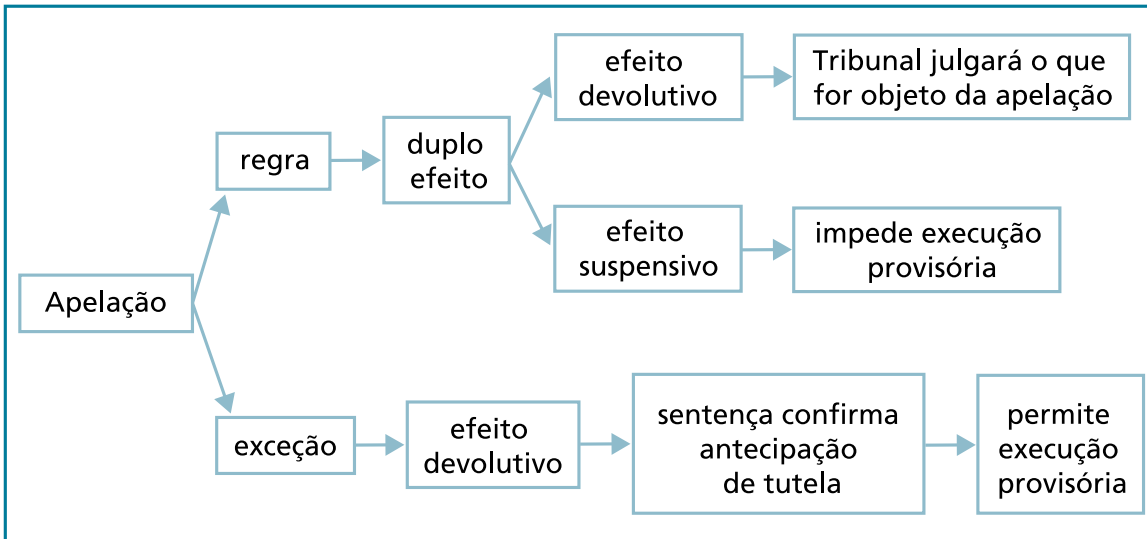 Apelação
regra
duplo
efeito
efeito
devolutivo
Tribunal julgará o que
for objeto da apelação
efeito
suspensivo
impede execução
provisória
exceção
efeito
devolutivo
sentença confirma
antecipação
de tutela
permite
execução
provisória